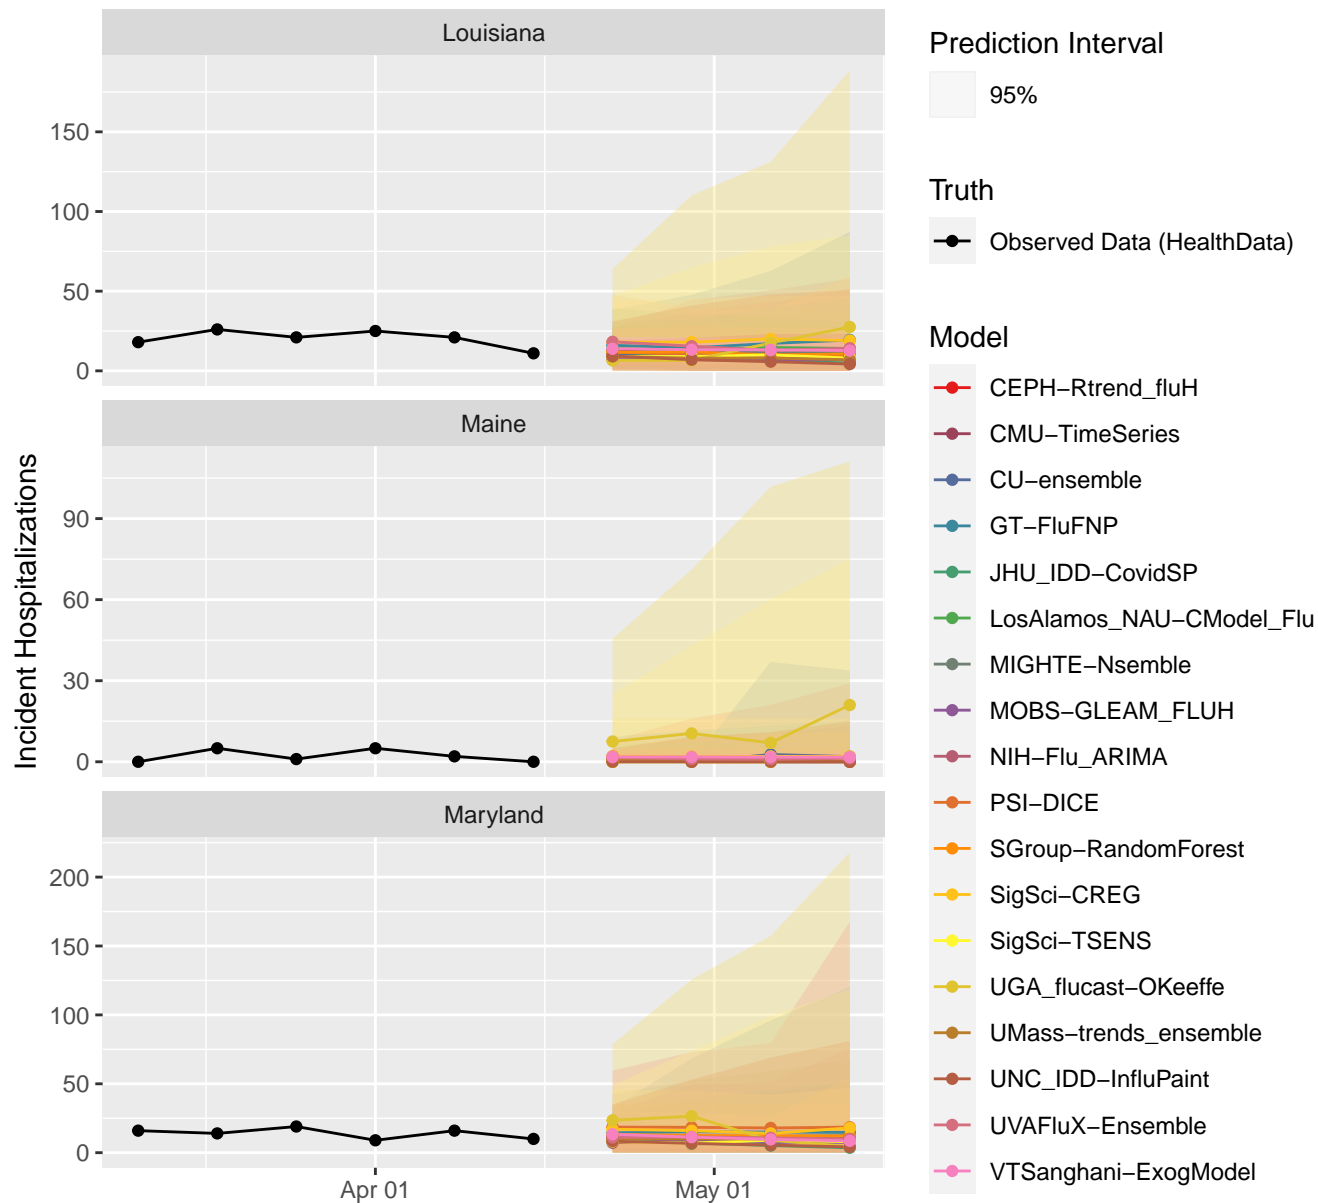 Louisiana
150
100
50
0
Maine
90
60
30
0
Maryland
200
150
100
50
0
Apr 01
May 01
Incident Hospitalizations
Prediction Interval
95%
Truth
Observed Data (HealthData)
Model
CEPH−Rtrend_fluH
CMU−TimeSeries
CU−ensemble
GT−FluFNP
JHU_IDD−CovidSP
LosAlamos_NAU−CModel_Flu
MIGHTE−Nsemble
MOBS−GLEAM_FLUH
NIH−Flu_ARIMA
PSI−DICE
SGroup−RandomForest
SigSci−CREG
SigSci−TSENS
UGA_flucast−OKeeffe
UMass−trends_ensemble
UNC_IDD−InfluPaint
UVAFluX−Ensemble
VTSanghani−ExogModel